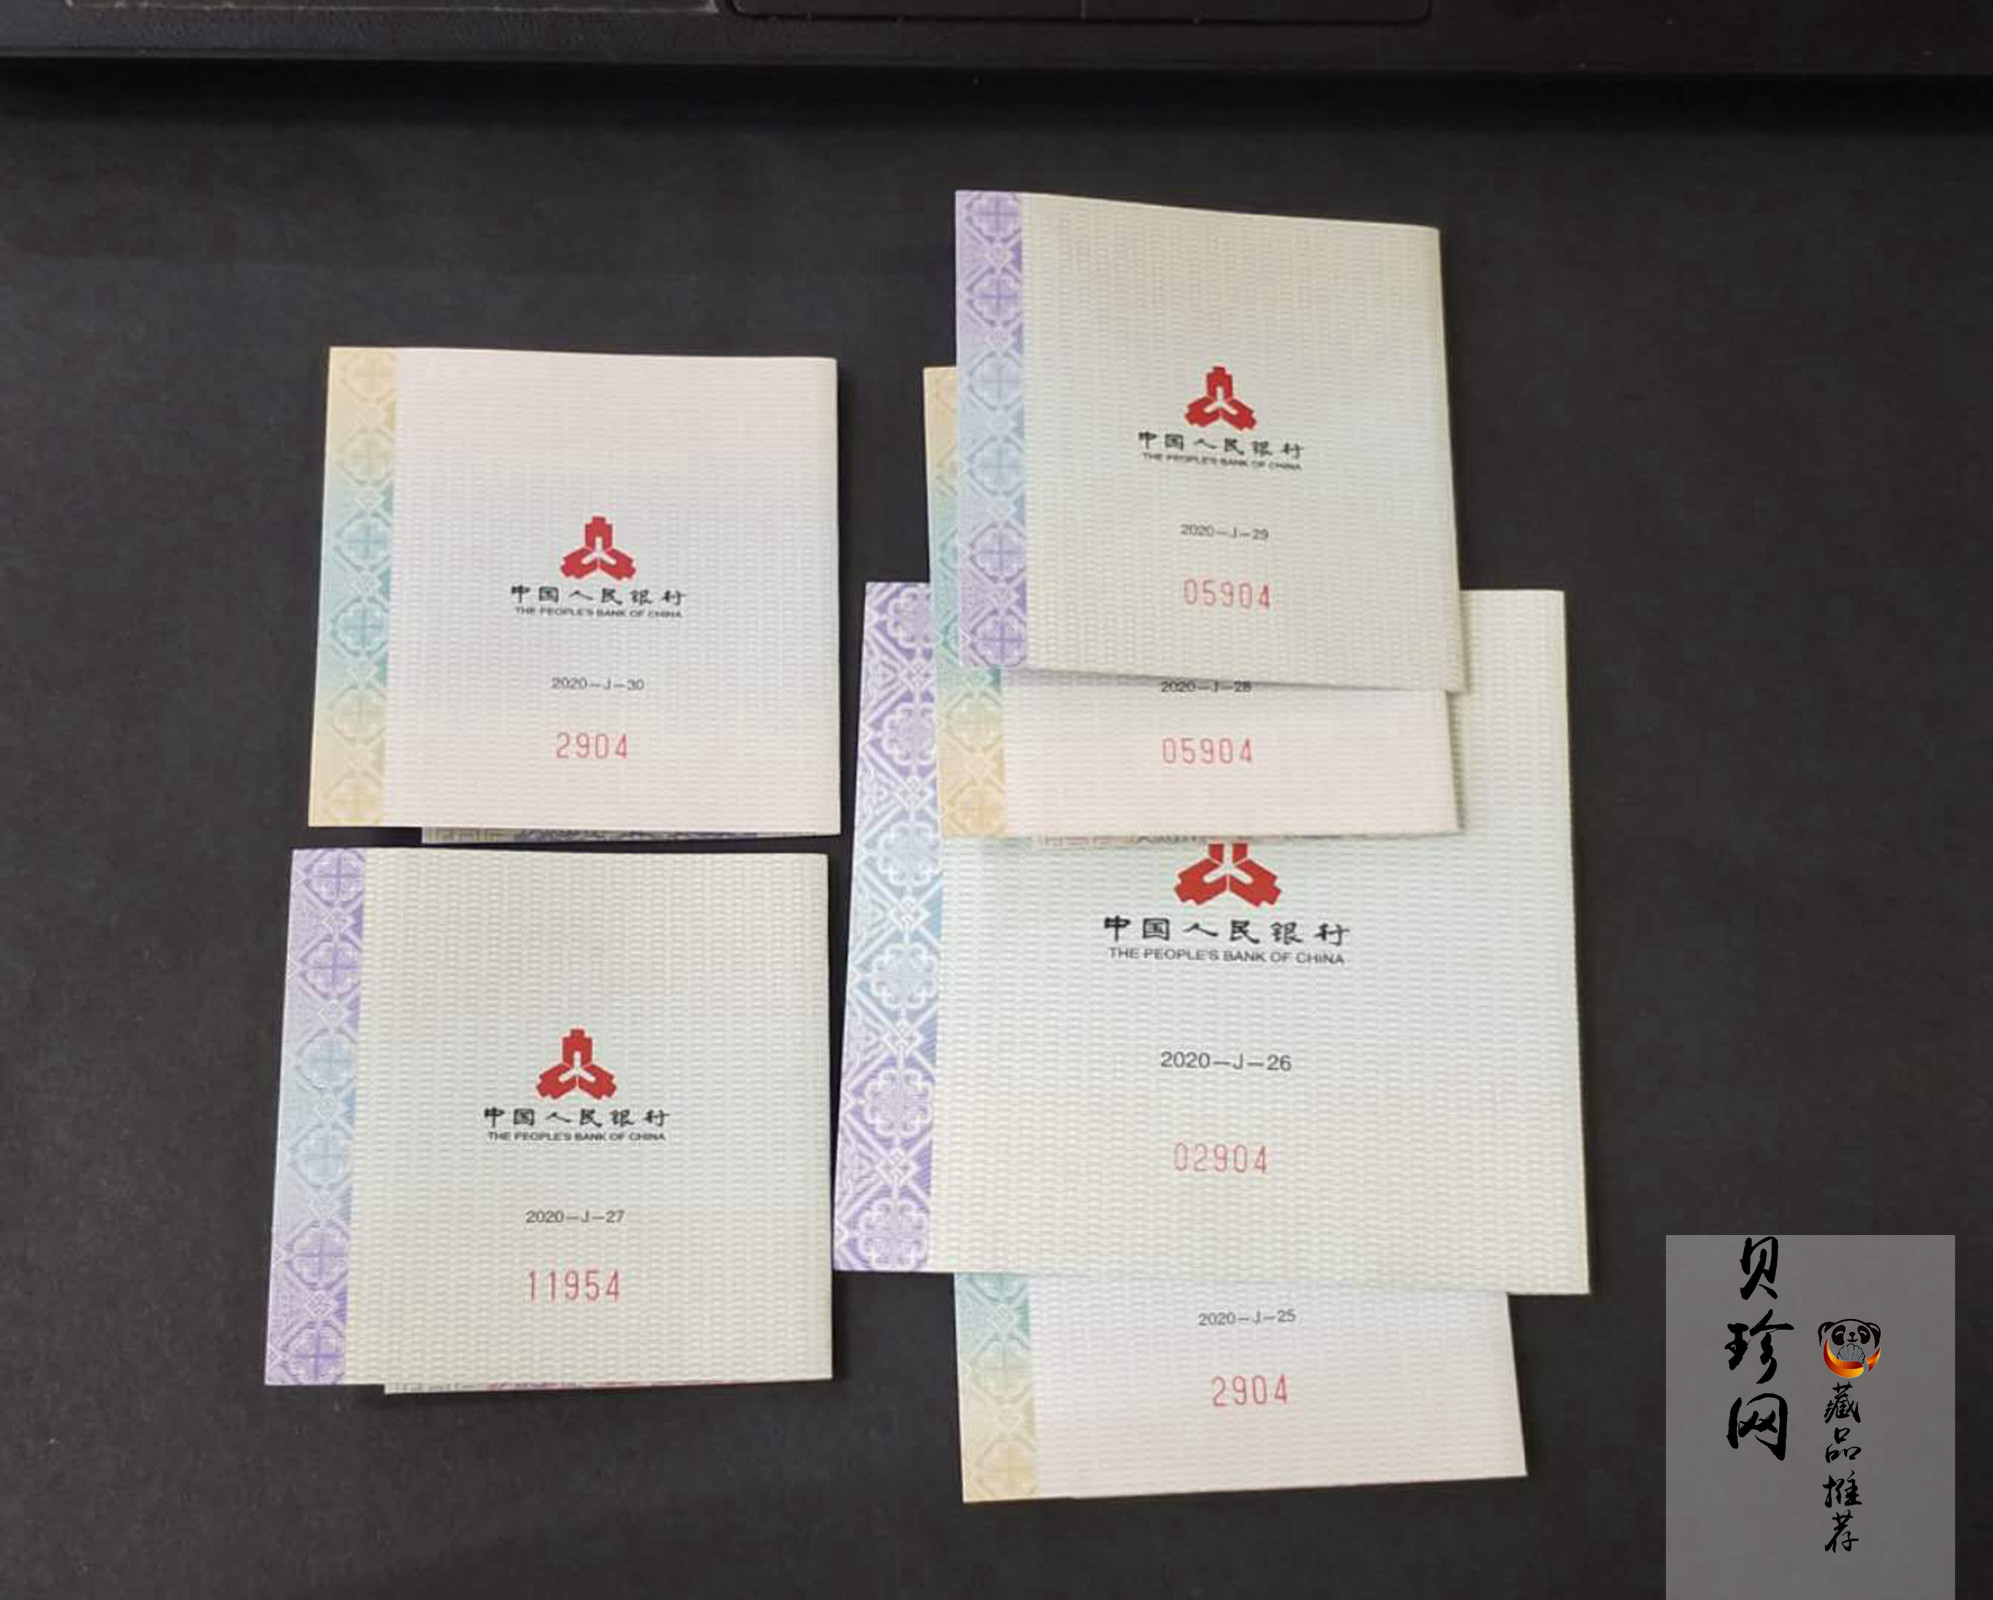 中国人民银行
THE PEOPLE'S BANK OF CHINA
2020-J-29
05904
中国人民银行
THE PEOPLE'S BANK OF CHINA
2020-J-30
2904
2020-J-28
05904
中国人民银行
THE PEOPLE'S BANK OF CHINA
2020-J-26
02904
中国人民银行
THE PEOPLE'S BANK OF CHINA
2020-J-27
11954
2020-J-25
2904
贝珍网
藏品推荐